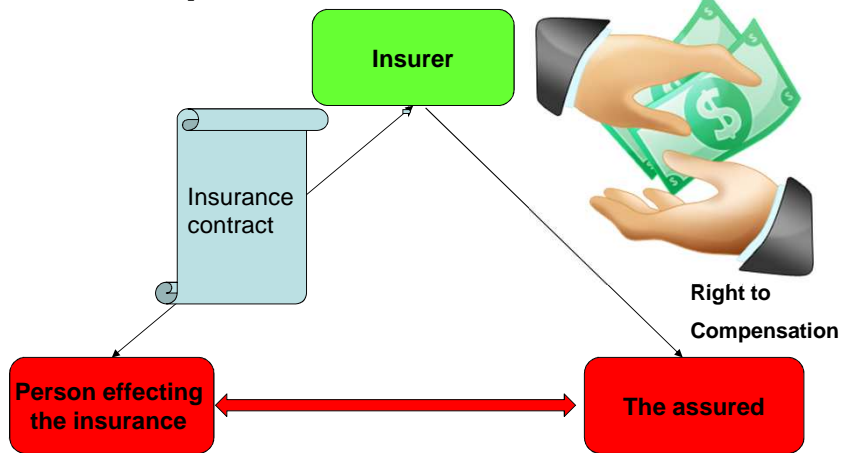 Insurer
Insurance
contract
Right to
Compensation
Person effecting
the insurance
The assured